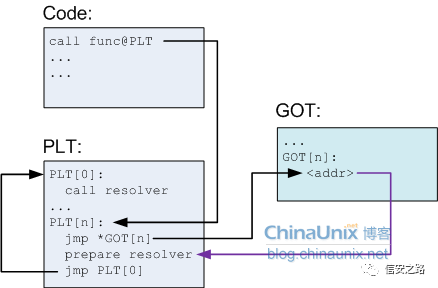 Code:
call func@PLT
...
...
GOT:
...
GOT[n]:
<addr>
PLT:
PLT[0]:
call resolver
...
PLT[n]:
jmp *GOT[n]
prepare resolver
jmp PLT[0]
ChinaUnix 博客
blog.chinaunix.net
信安之路